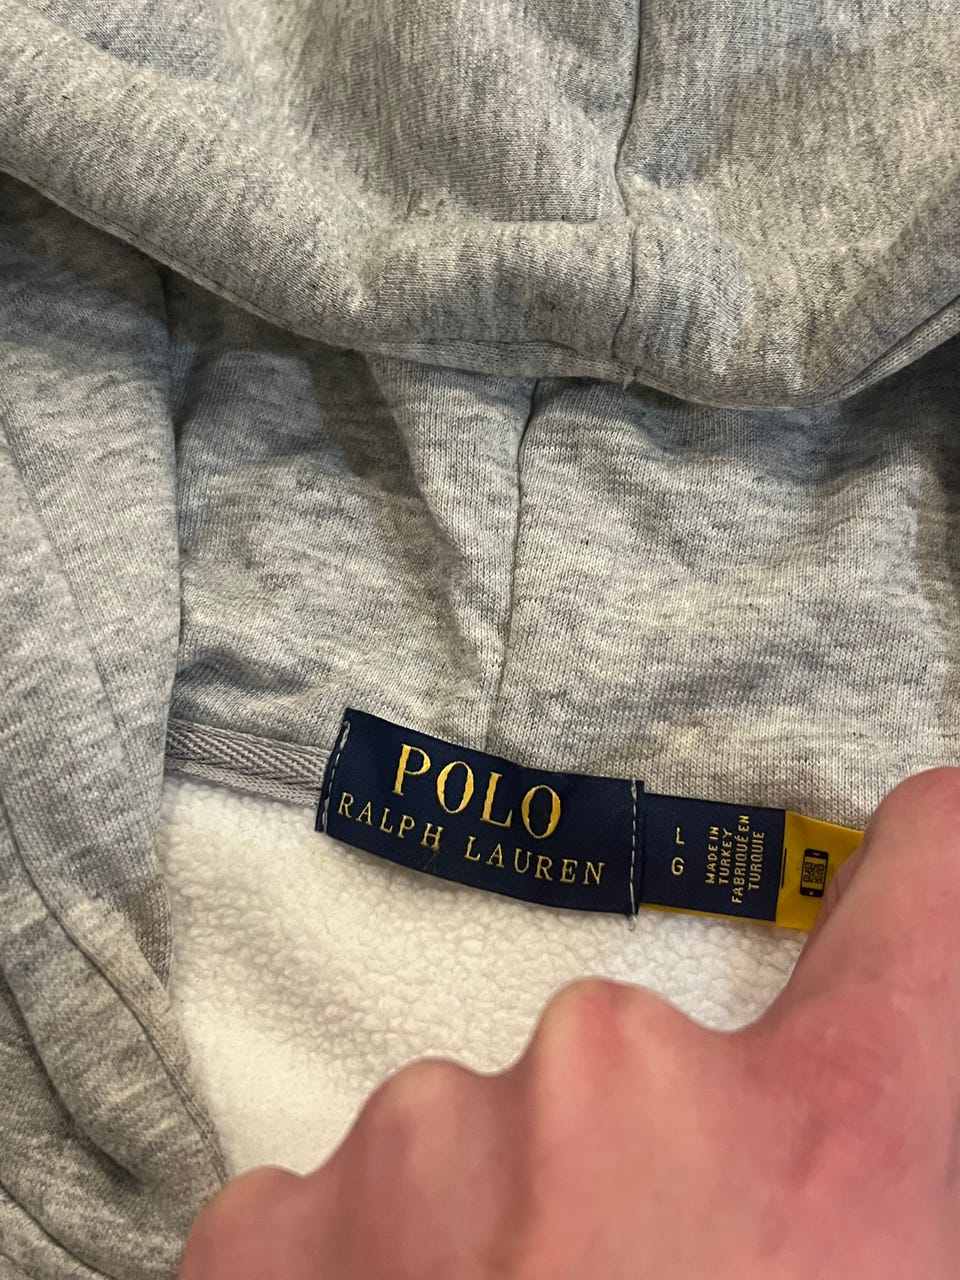 POLO
RALPH LAUREN
L
G
MADE IN
TURKEY
FABRIQUÉ EN
TURQUIE